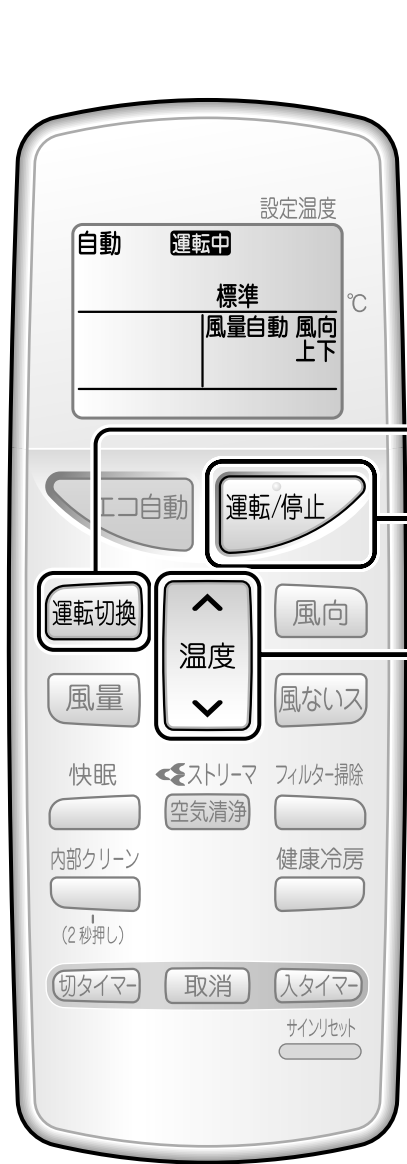 設定温度
自動 運転中
標準
℃
風量自動 風向
上下
エコ自動
運転/停止
運転切換
温度
風向
風量
風ないス
快眠
ストリーマ
空気清浄
フィルター掃除
内部クリーン
(2秒押し)
健康冷房
切タイマー
取消
入タイマー
サインリセット